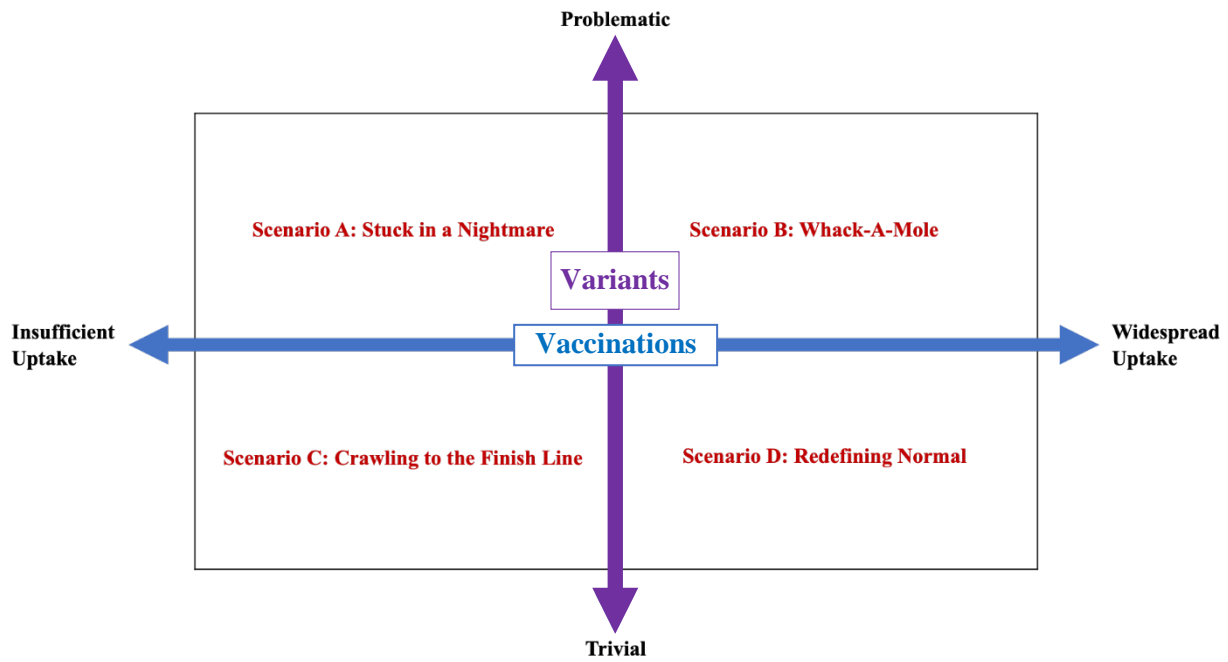 Problematic
Scenario A: Stuck in a Nightmare
Scenario B: Whack-A-Mole
Variants
Insufficient
Uptake
Vaccinations
Widespread
Uptake
Scenario C: Crawling to the Finish Line
Scenario D: Redefining Normal
Trivial